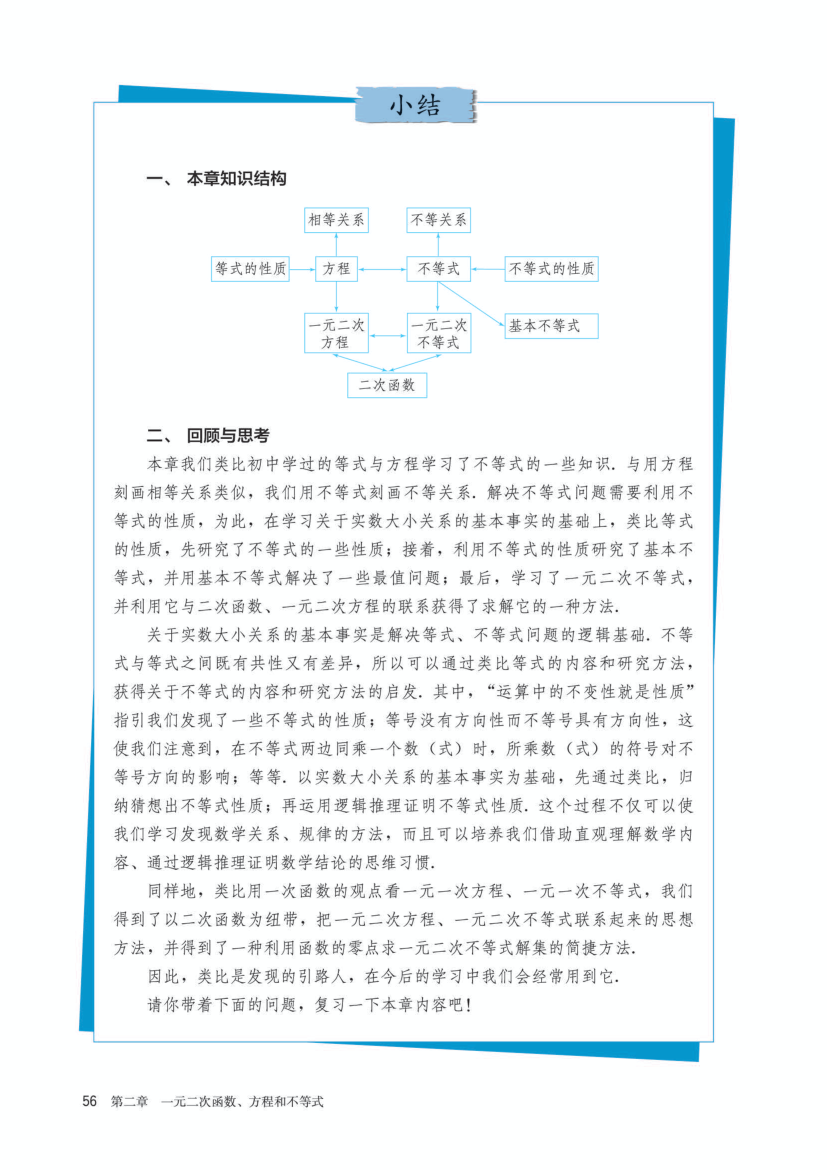 小结
一、 本章知识结构
相等关系 不等关系
等式的性质 方程 不等式 不等式的性质
一元二次 一元二次 基本不等式
方程 不等式
二次函数
二、 回顾与思考
本章我们类比初中学过的等式与方程学习了不等式的一些知识．与用方程
刻画相等关系类似，我们用不等式刻画不等关系．解决不等式问题需要利用不
等式的性质，为此，在学习关于实数大小关系的基本事实的基础上，类比等式
的性质，先研究了不等式的一些性质；接着，利用不等式的性质研究了基本不
等式，并用基本不等式解决了一些最值问题；最后，学习了一元二次不等式，
并利用它与二次函数、一元二次方程的联系获得了求解它的一种方法．
关于实数大小关系的基本事实是解决等式、不等式问题的逻辑基础．不等
式与等式之间既有共性又有差异，所以可以通过类比等式的内容和研究方法，
获得关于不等式的内容和研究方法的启发．其中，“运算中的不变性就是性质”
指引我们发现了一些不等式的性质；等号没有方向性而不等号具有方向性，这
使我们注意到，在不等式两边同乘一个数（式）时，所乘数（式）的符号对不
等号方向的影响；等等．以实数大小关系的基本事实为基础，先通过类比，归
纳猜想出不等式性质；再运用逻辑推理证明不等式性质．这个过程不仅可以使
我们学习发现数学关系、规律的方法，而且可以培养我们借助直观理解数学内
容、通过逻辑推理证明数学结论的思维习惯．
同样地，类比用一次函数的观点看一元一次方程、一元一次不等式，我们
得到了以二次函数为纽带，把一元二次方程、一元二次不等式联系起来的思想
方法，并得到了一种利用函数的零点求一元二次不等式解集的简捷方法．
因此，类比是发现的引路人，在今后的学习中我们会经常用到它．
请你带着下面的问题，复习一下本章内容吧！
56 第二章 一元二次函数、方程和不等式